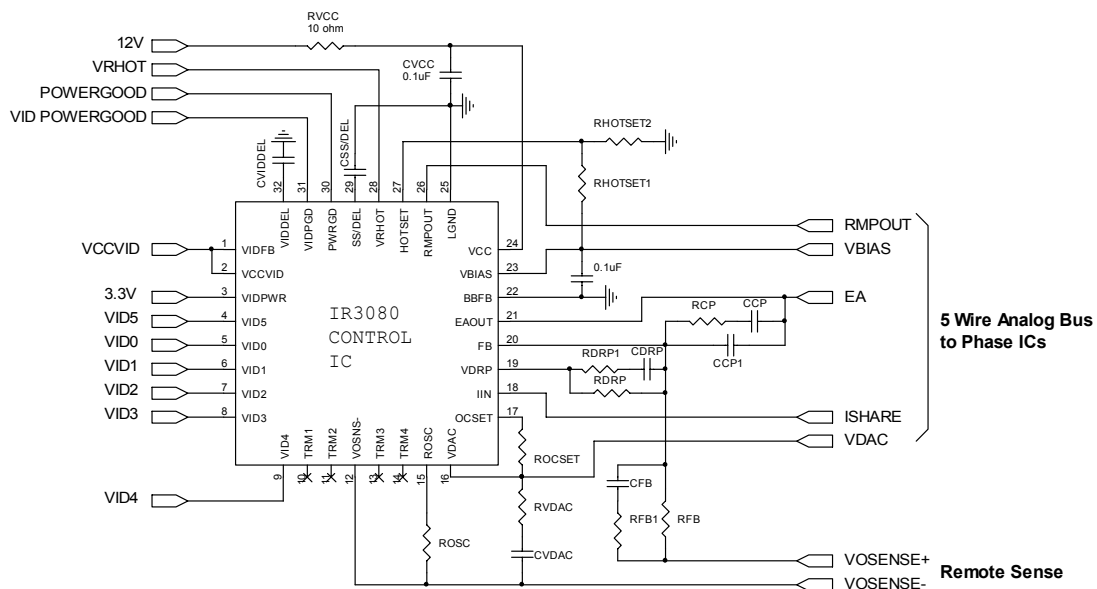 RVCC
10 ohm
12V
VRHOT
POWERGOOD
VID POWERGOOD
CVCC
0.1uF
CVIDDEL
CSS/DEL
RHOTSET2
RHOTSET1
32
31
30
29
28
27
26
25
VIDDEL
VIDPGD
PWRGD
SS/DEL
VRHOT
HOTSET
RMPOUT
LGND
VCCVID
3.3V
VID5
VID0
VID1
VID2
VID3
1 VIDFB
2 VCCVID
3 VIDPWR
4 VID5
5 VID0
6 VID1
7 VID2
8 VID3
IR3080
CONTROL
IC
VCC 24
VBIAS 23
BBFB 22
EAOUT 21
FB 20
VDRP 19
IIN 18
OCSET 17
0.1uF
RCP
CCP
CCP1
RDRP1
CDRP
RDRP
RMPOUT
VBIAS
EA
ISHARE
VDAC
5 Wire Analog Bus
to Phase ICs
VID4
TRM1
TRM2
VOSNS-
TRM3
TRM4
ROSC
VDAC
9
10
11
12
13
14
15
16
VID4
ROCSET
RVDAC
CVDAC
ROSC
CFB
RFB1
RFB
VOSENSE+
VOSENSE-
Remote Sense